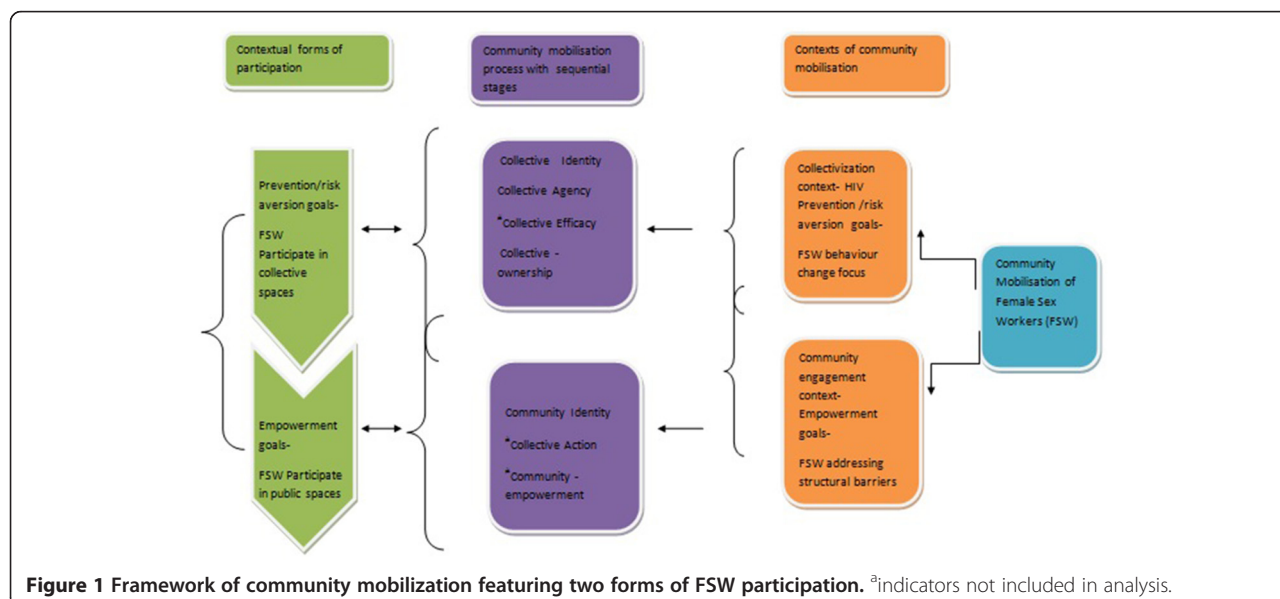 Contextual forms of
participation
Community mobilisation
process with sequential
stages
Contexts of community
mobilisation
Prevention/risk
aversion goals-
FSW
Participate in
collective
spaces
Empowerment
goals-
FSW Participate
in public spaces
Collective Identity
Collective Agency
*Collective Efficacy
Collective -
ownership
Community Identity
*Collective Action
*Community -
empowerment
Collectivization
context- HIV
Prevention /risk
aversion goals-
FSW behaviour
change focus
Community
engagement
context-
Empowerment
goals-
FSW addressing
structural barriers
Community
Mobilisation of
Female Sex
Workers (FSW)
Figure 1 Framework of community mobilization featuring two forms of FSW participation. aindicators not included in analysis.